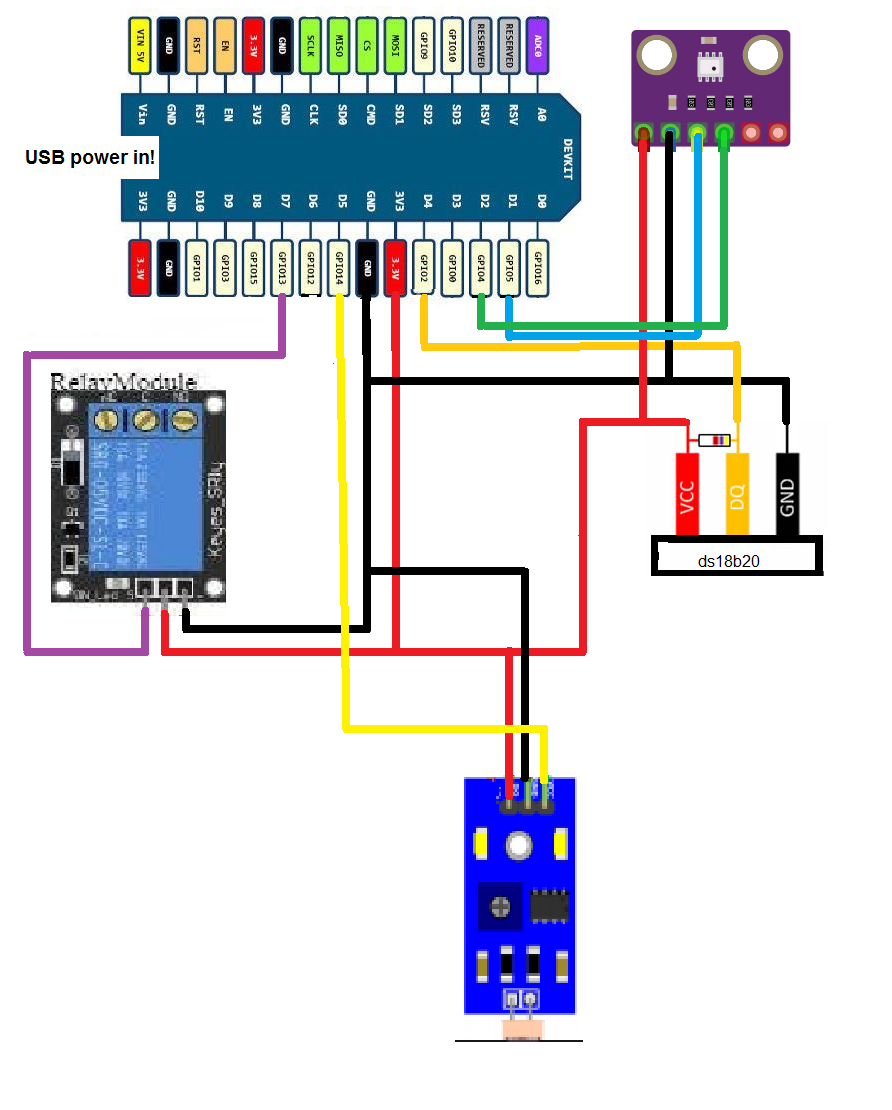 VIN 5V
GND
RST
EN
3.3V
GND
SCLK
MISO
CS
MOSI
GPIO9
GPIO10
RESERVED
RESERVED
ADC0
Vin
GND
RST
EN
3V3
GND
CLK
SD0
CMD
SD1
SD2
SD3
RSV
RSV
A0
USB power in!
DEVKIT
3V3
GND
D10
D9
D8
D7
D6
D5
GND
3V3
D4
D3
D2
D1
D0
3.3V
GND
GPIO1
GPIO3
GPIO15
GPIO13
GPIO12
GPIO14
GND
3.3V
GPIO2
GPIO0
GPIO4
GPIO5
GPIO16
RelayModule
Keyes_SRly
VCC
DQ
GND
ds18b20